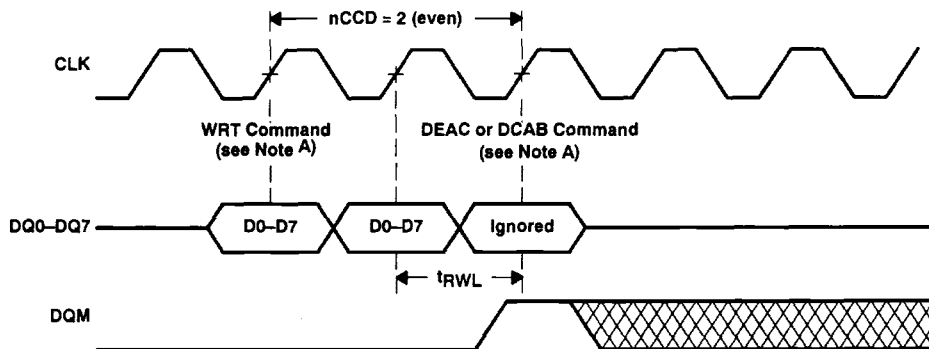 nCCD = 2 (even)
CLK
WRT Command
(see Note A)
DEAC or DCAB Command
(see Note A)
DQ0–DQ7
D0–D7
D0–D7
Ignored
tRWL
DQM